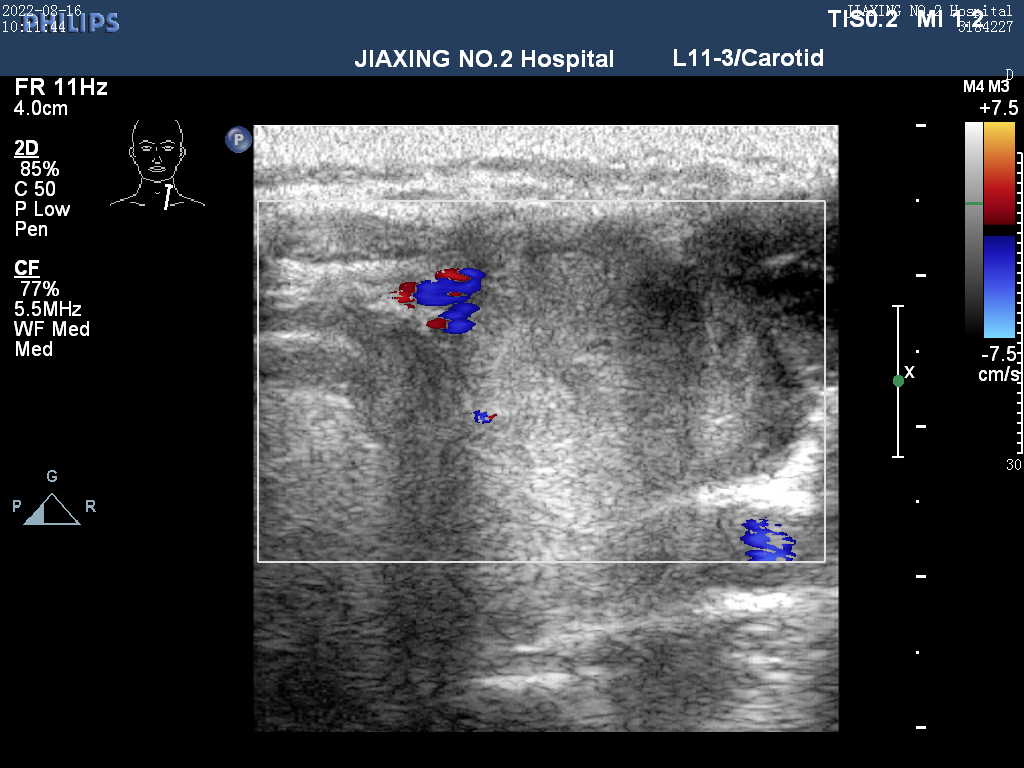 2022-08-16
10:11:44
PHILIPS
JIAXING NO.2 Hospital
3184227
TIS0.2 MI 1.2
JIAXING NO.2 Hospital L11-3/Carotid
FR 11Hz
4.0cm
2D
85%
C 50
P Low
Pen
CF
77%
5.5MHz
WF Med
Med
P
D
M4 M3
+7.5
-7.5
cm/s
X
30
G
P R